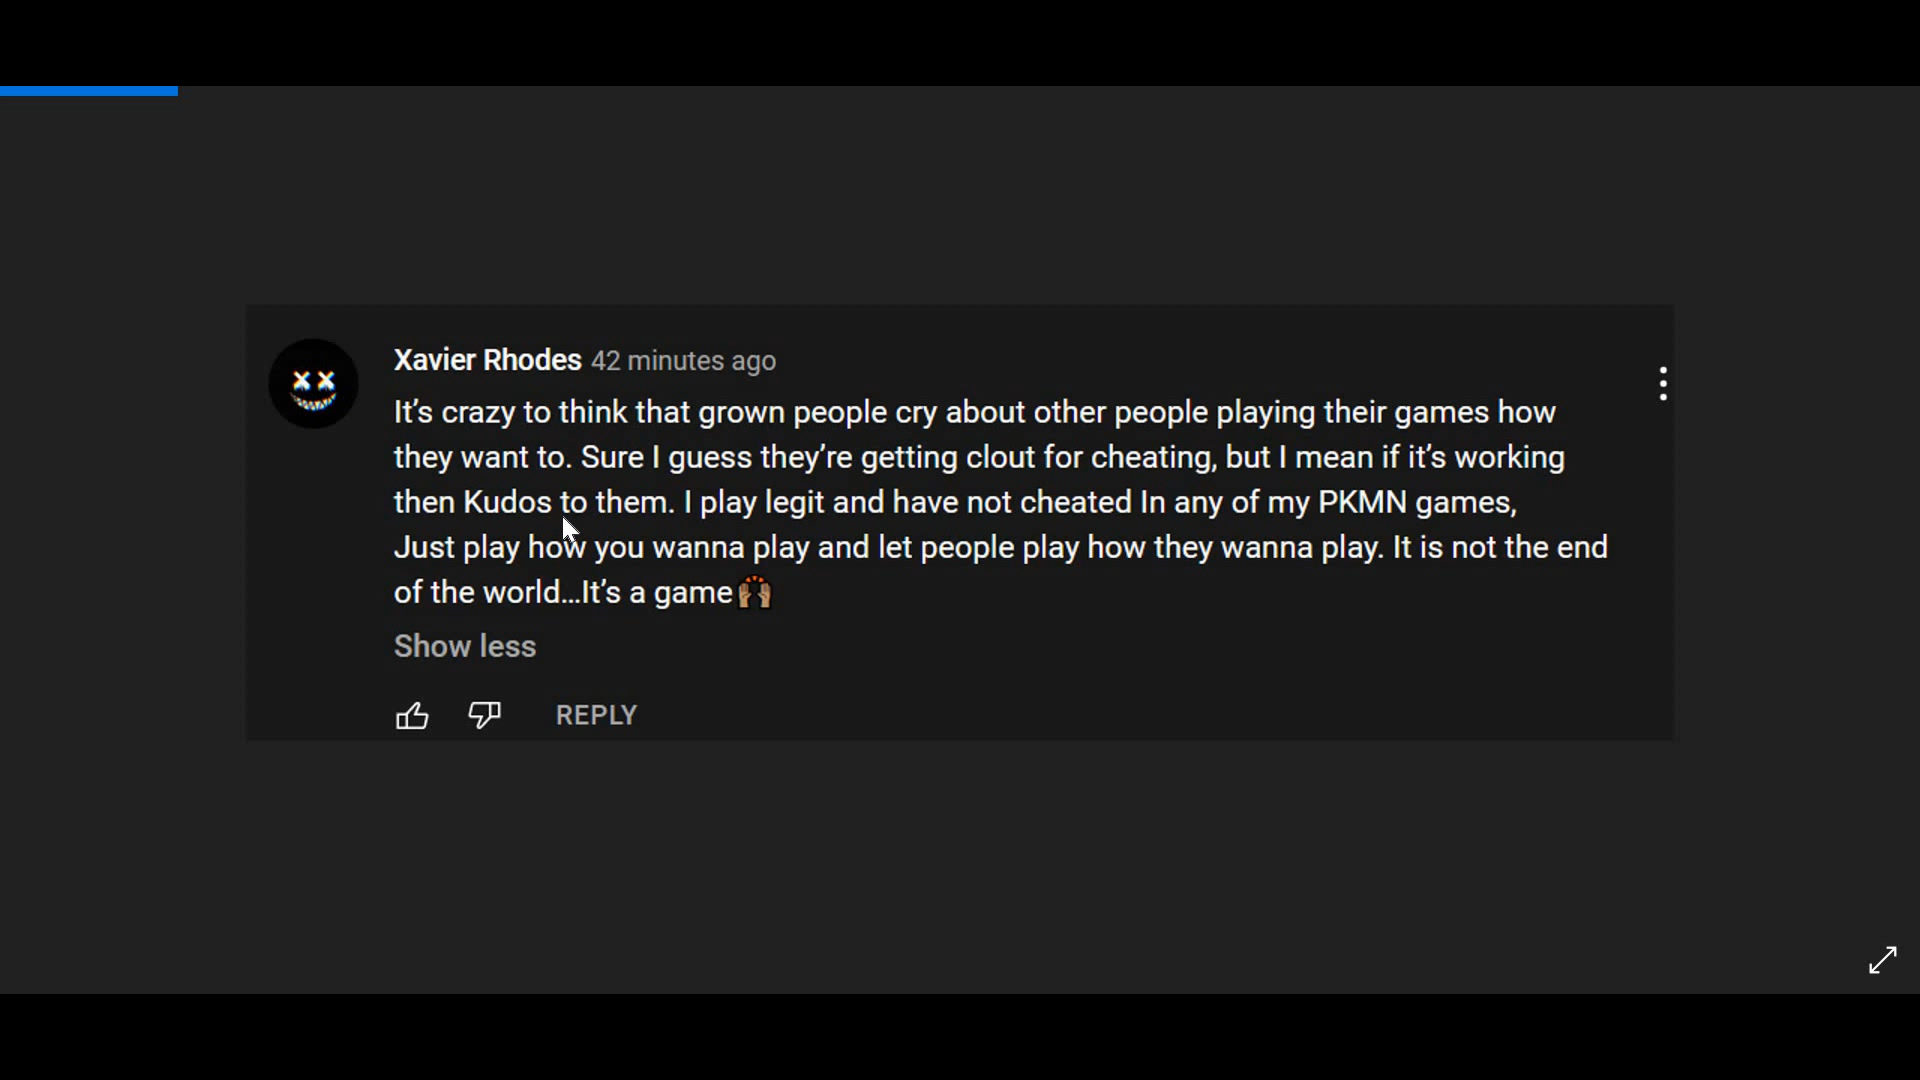 Xavier Rhodes 42 minutes ago
It’s crazy to think that grown people cry about other people playing their games how
they want to. Sure I guess they’re getting clout for cheating, but I mean if it’s working
then Kudos to them. I play legit and have not cheated In any of my PKMN games,
Just play how you wanna play and let people play how they wanna play. It is not the end
of the world...It’s a game🙌🏽
Show less
REPLY